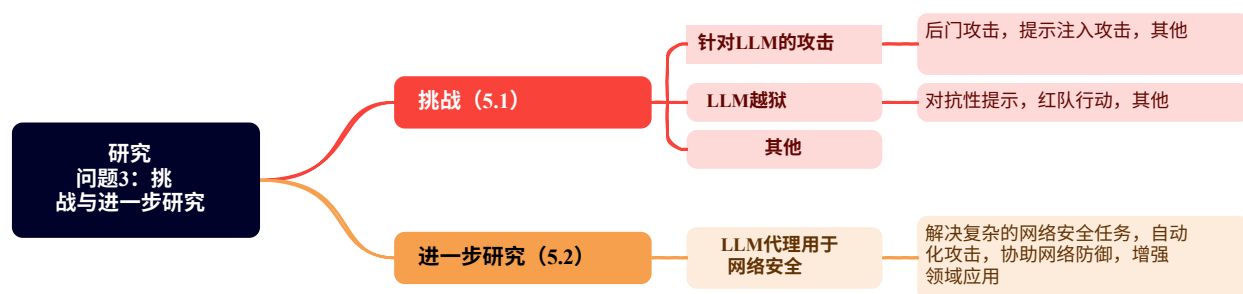 研究
问题3：挑
战与进一步研究
挑战（5.1）
针对LLM的攻击
后门攻击，提示注入攻击，其他
LLM越狱
对抗性提示，红队行动，其他
其他
进一步研究（5.2）
LLM代理用于
网络安全
解决复杂的网络安全任务，自动
化攻击，协助网络防御，增强
领域应用